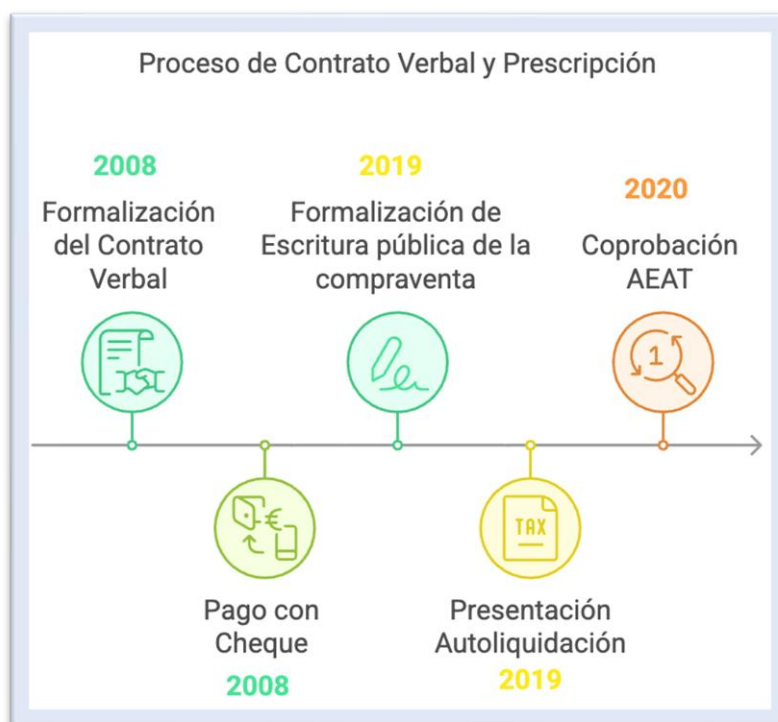 Proceso de Contrato Verbal y Prescripción
2008
Formalización
del Contrato
Verbal
2019
Formalización de
Escritura pública de la
compraventa
2020
Coprobación
AEAT
1
€
TAX
Pago con
Cheque
2008
Presentación
Autoliquidación
2019